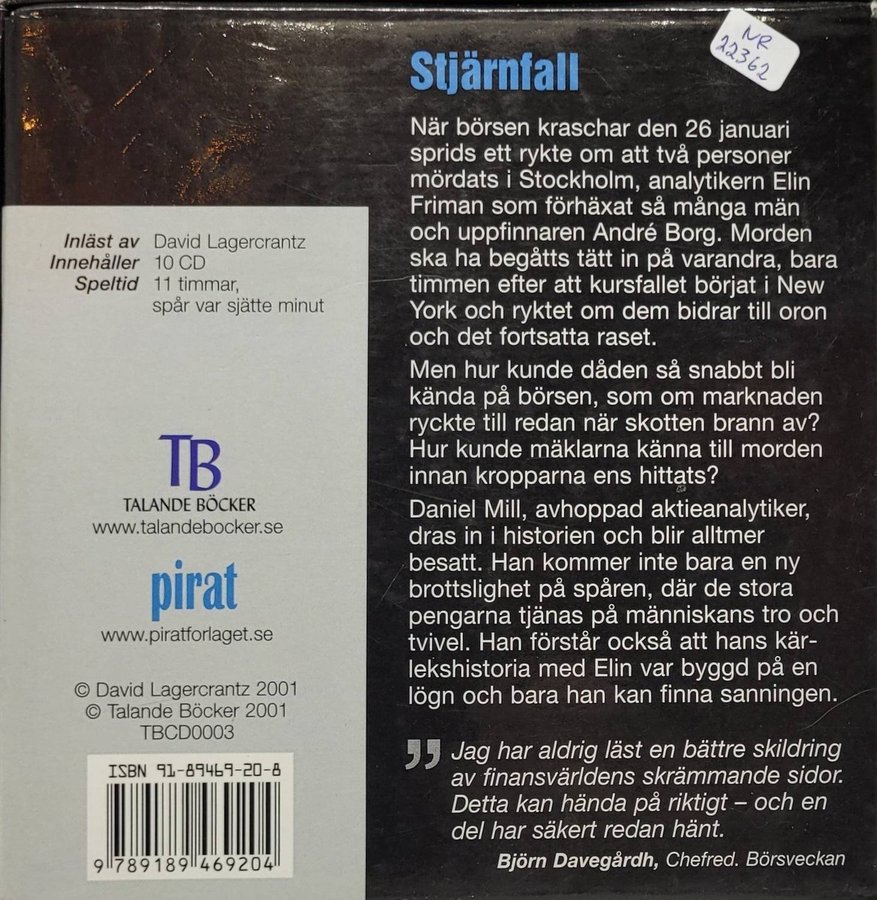 NR
22362
Stjärnfall
När börsen kraschar den 26 januari
sprids ett rykte om att två personer
mördats i Stockholm, analytikern Elin
Friman som förhäxat så många män
och uppfinnaren André Borg. Morden
ska ha begåtts tätt in på varandra, bara
timmen efter att kursfallet börjat i New
York och ryktet om dem bidrar till oron
och det fortsatta raset.
Men hur kunde dåden så snabbt bli
kända på börsen, som om marknaden
ryckte till redan när skotten brann av?
Hur kunde mäklarna känna till morden
innan kropparna ens hittats?
Daniel Mill, avhoppad aktieanalytiker,
dras in i historien och blir alltmer
besatt. Han kommer inte bara en ny
brottslighet på spåren, där de stora
pengarna tjänas på människans tro och
tvivel. Han förstår också att hans kär-
lekshistoria med Elin var byggd på en
lögn och bara han kan finna sanningen.
” Jag har aldrig läst en bättre skildring
av finansvärldens skrämmande sidor.
Detta kan hända på riktigt – och en
del har säkert redan hänt.
Björn Davegårdh, Chefred. Börsveckan
Inläst av David Lagercrantz
Innehåller 10 CD
Speltid 11 timmar,
spår var sjätte minut
TB
TALANDE BÖCKER
www.talandebocker.se
pirat
www.piratforlaget.se
© David Lagercrantz 2001
© Talande Böcker 2001
TBCD0003
ISBN 91-89469-20-8
9 789189 469204